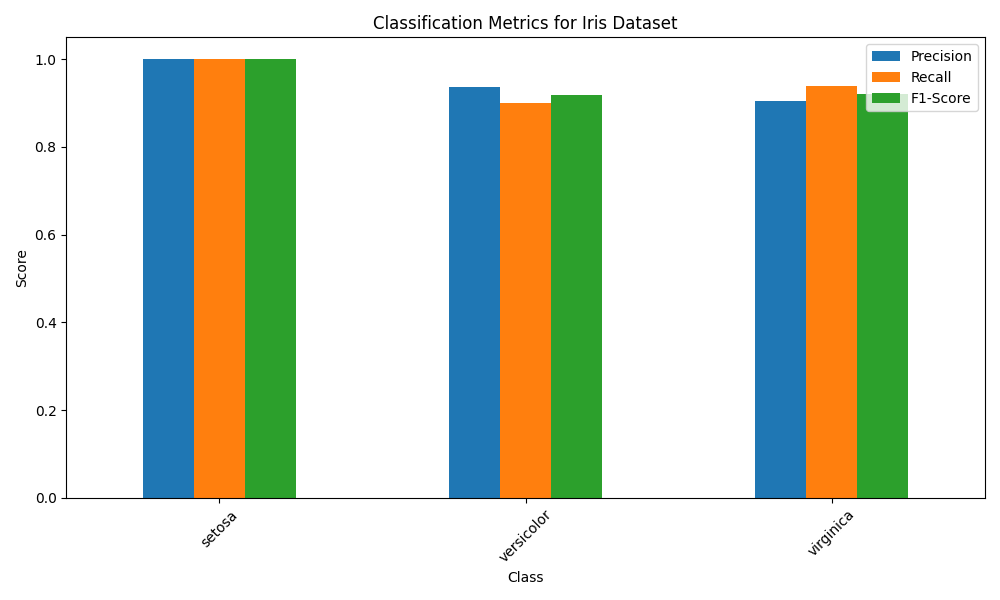 Classification Metrics for Iris Dataset
Precision
Recall
F1-Score
1.0
0.8
0.6
0.4
0.2
0.0
Score
setosa
versicolor
virginica
Class